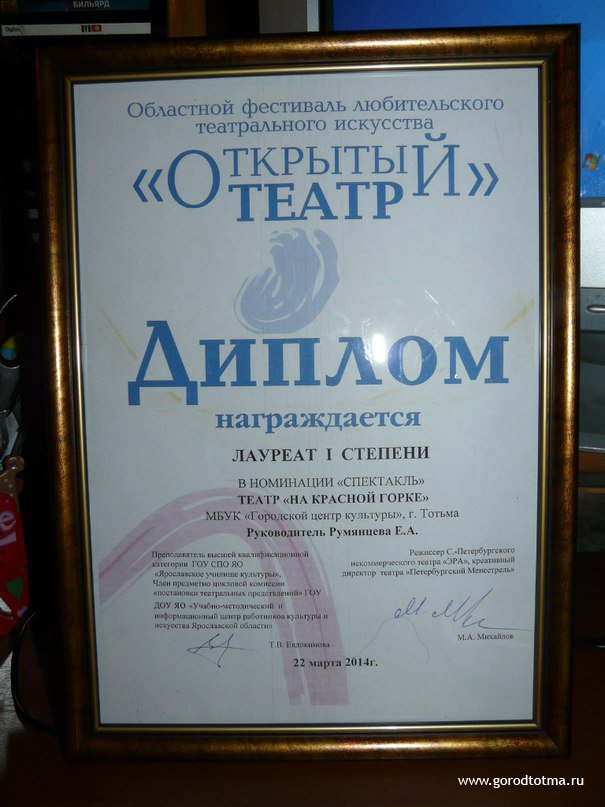 БИЛЬЯРД
Областной фестиваль любительского
театрального искусства
«ОТКРЫТЫЙ
ТЕАТР»
ДИПЛОМ
награждается
ЛАУРЕАТ I СТЕПЕНИ
В НОМИНАЦИИ «СПЕКТАКЛЬ»
ТЕАТР «НА КРАСНОЙ ГОРКЕ»
МБУК «Городской центр культуры», г. Тотьма
Руководитель Румянцева Е.А.
Преподаватель высшей квалификационной
категории ГОУ СПО ЯО
«Ярославское училище культуры»,
Член предметно цикловой комиссии
«постановки театральных предствлений» ГОУ
ДОУ ЯО «Учабно-методический и
информационный центр работников культуры и
искусства Ярославской области»
Т.В. Евдокимова
Режиссер С.-Петербургского
некоммерческого театра «ЭРА», креативный
директор театра «Петербургский Менестрель»
М.А. Михайлов
22 марта 2014г.
www.gorodtotma.ru